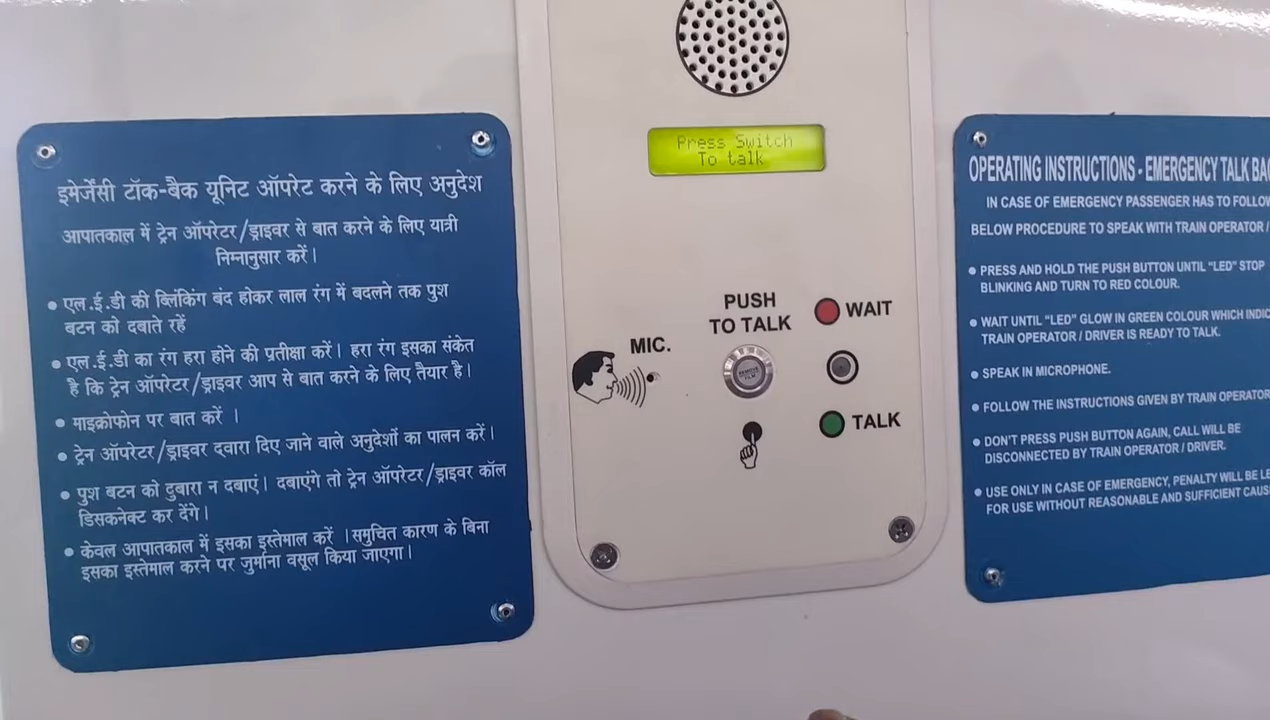 इमेर्जेंसी टॉक-बैक यूनिट ऑपरेट करने के लिए अनुदेश
आपातकाल में ट्रेन ऑपरेटर/ड्राइवर से बात करने के लिए यात्री
निम्नानुसार करें।
● एल.ई.डी की ब्लिंकिंग बंद होकर लाल रंग में बदलने तक पुश
बटन को दबाते रहें
● एल.ई.डी का रंग हरा होने की प्रतीक्षा करें। हरा रंग इसका संकेत
है कि ट्रेन ऑपरेटर/ड्राइवर आप से बात करने के लिए तैयार है।
● माइक्रोफोन पर बात करें ।
● ट्रेन ऑपरेटर/ड्राइवर दवारा दिए जाने वाले अनुदेशों का पालन करें।
● पुश बटन को दुबारा न दबाएं। दबाएंगे तो ट्रेन ऑपरेटर/ड्राइवर कॉल
डिसकनेक्ट कर देंगे।
● केवल आपातकाल में इसका इस्तेमाल करें ।समुचित कारण के बिना
इसका इस्तेमाल करने पर जुर्माना वसूल किया जाएगा।
Press Switch
To talk
PUSH
TO TALK
WAIT
MIC.
REMOVE
FILM
TALK
OPERATING INSTRUCTIONS - EMERGENCY TALK BAC
IN CASE OF EMERGENCY PASSENGER HAS TO FOLLOW
BELOW PROCEDURE TO SPEAK WITH TRAIN OPERATOR /
● PRESS AND HOLD THE PUSH BUTTON UNTIL "LED" STOP
BLINKING AND TURN TO RED COLOUR.
● WAIT UNTIL "LED" GLOW IN GREEN COLOUR WHICH INDIC
TRAIN OPERATOR / DRIVER IS READY TO TALK.
● SPEAK IN MICROPHONE.
● FOLLOW THE INSTRUCTIONS GIVEN BY TRAIN OPERATOR
● DON'T PRESS PUSH BUTTON AGAIN, CALL WILL BE
DISCONNECTED BY TRAIN OPERATOR / DRIVER.
● USE ONLY IN CASE OF EMERGENCY, PENALTY WILL BE LE
FOR USE WITHOUT REASONABLE AND SUFFICIENT CAUS